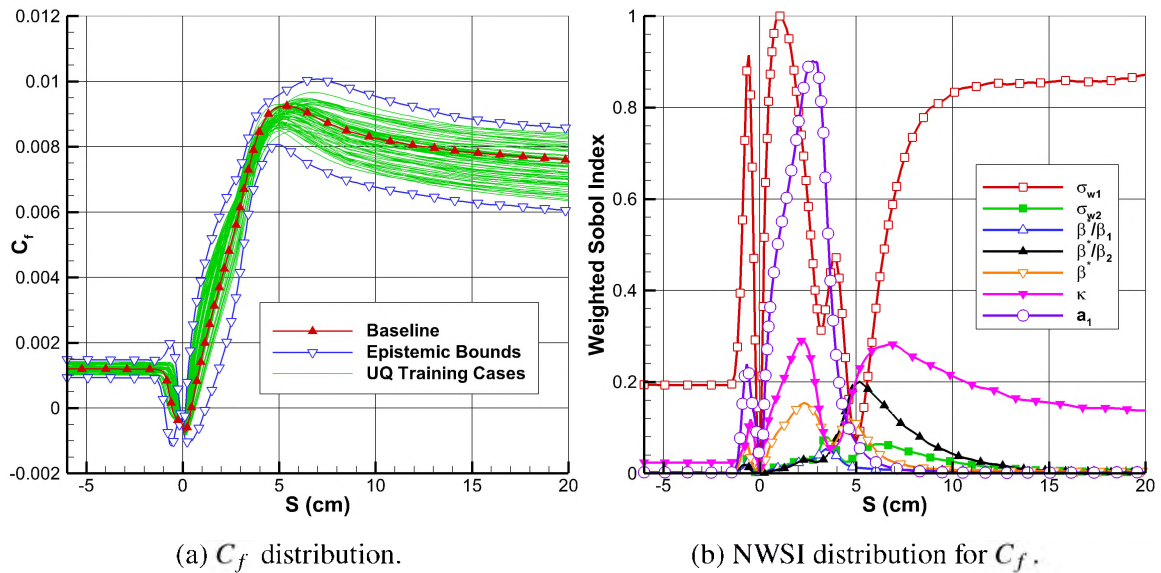 0.012
0.01
0.008
0.006
0.004
0.002
0
-0.002
C_f
-5 0 5 10 15 20
S (cm)
Baseline
Epistemic Bounds
UQ Training Cases
(a) C_f distribution.
1
0.8
0.6
0.4
0.2
0
Weighted Sobol Index
-5 0 5 10 15 20
S (cm)
σ_w1
σ_w2
β*/β_1
β*/β_2
β*
κ
a_1
(b) NWSI distribution for C_f.